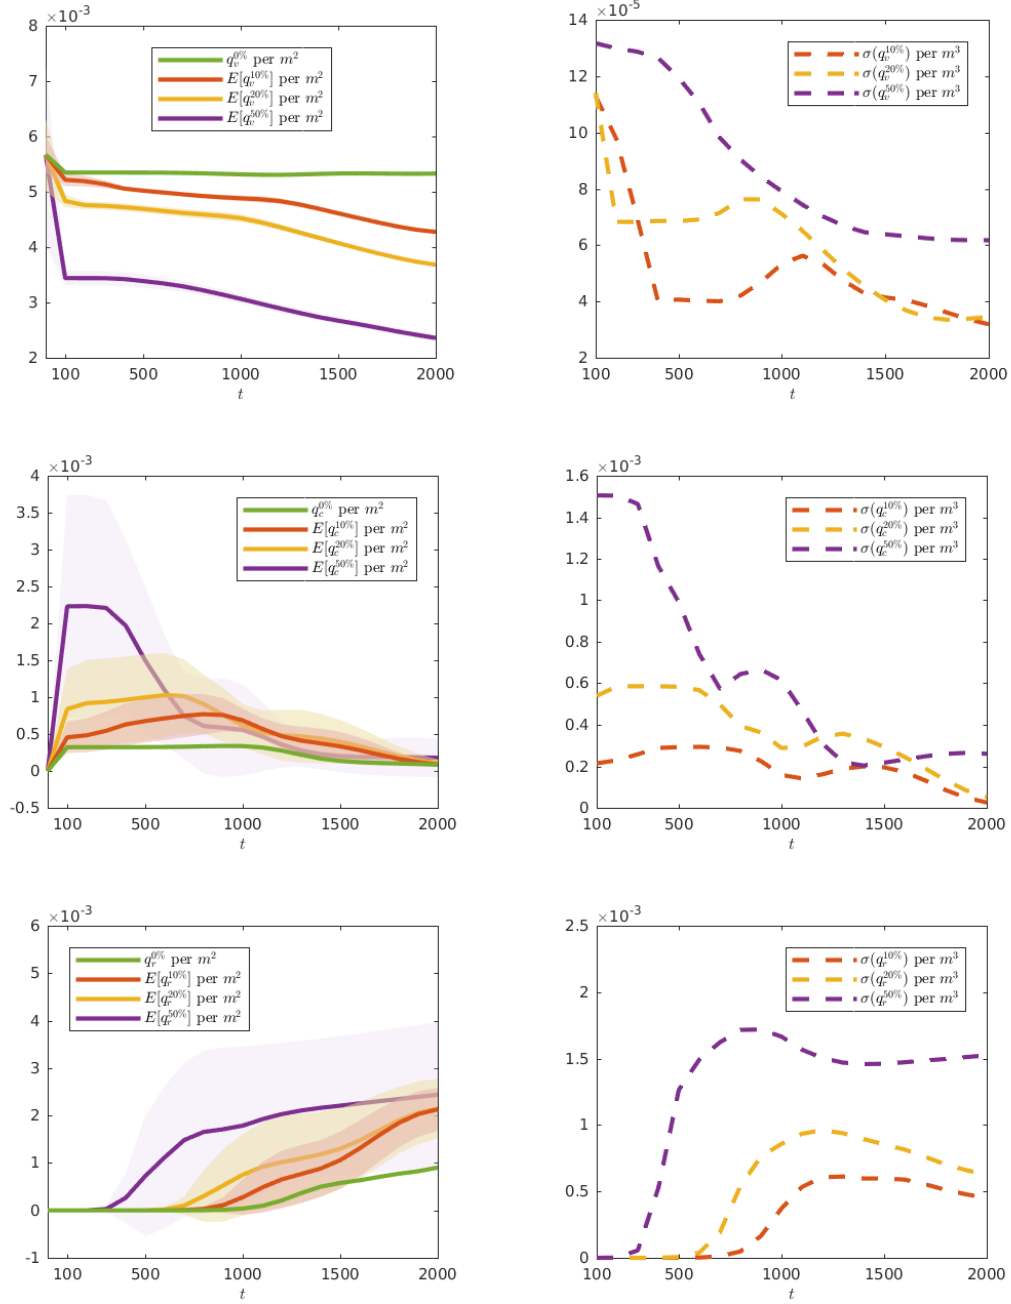 ×10⁻³
8
7
6
5
4
3
2
100 500 1000 1500 2000
t
q_v^{0%} per m²
E[q_v^{10%}] per m²
E[q_v^{20%}] per m²
E[q_v^{50%}] per m²
×10⁻⁵
14
12
10
8
6
4
2
100 500 1000 1500 2000
t
σ(q_v^{10%}) per m³
σ(q_v^{20%}) per m³
σ(q_v^{50%}) per m³
×10⁻³
4
3.5
3
2.5
2
1.5
1
0.5
0
-0.5
100 500 1000 1500 2000
t
q_c^{0%} per m²
E[q_c^{10%}] per m²
E[q_c^{20%}] per m²
E[q_c^{50%}] per m²
×10⁻³
1.6
1.4
1.2
1
0.8
0.6
0.4
0.2
0
100 500 1000 1500 2000
t
σ(q_c^{10%}) per m³
σ(q_c^{20%}) per m³
σ(q_c^{50%}) per m³
×10⁻³
6
5
4
3
2
1
0
-1
100 500 1000 1500 2000
t
q_r^{0%} per m²
E[q_r^{10%}] per m²
E[q_r^{20%}] per m²
E[q_r^{50%}] per m²
×10⁻³
2.5
2
1.5
1
0.5
0
100 500 1000 1500 2000
t
σ(q_r^{10%}) per m³
σ(q_r^{20%}) per m³
σ(q_r^{50%}) per m³